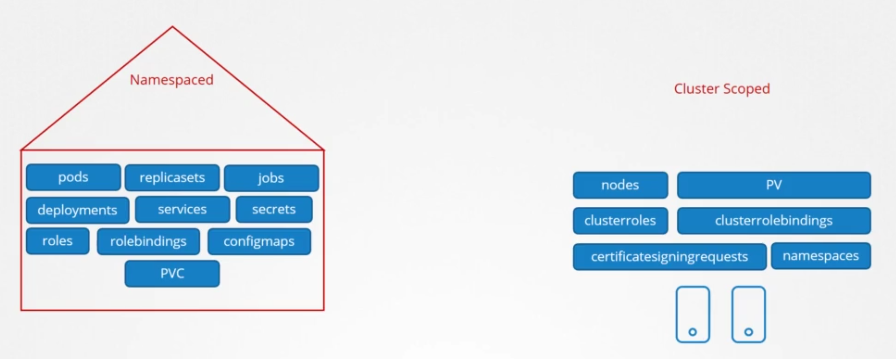 Namespaced
pods replicasets jobs
deployments services secrets
roles rolebindings configmaps
PVC
Cluster Scoped
nodes PV
clusterroles clusterrolebindings
certificatesigningrequests namespaces